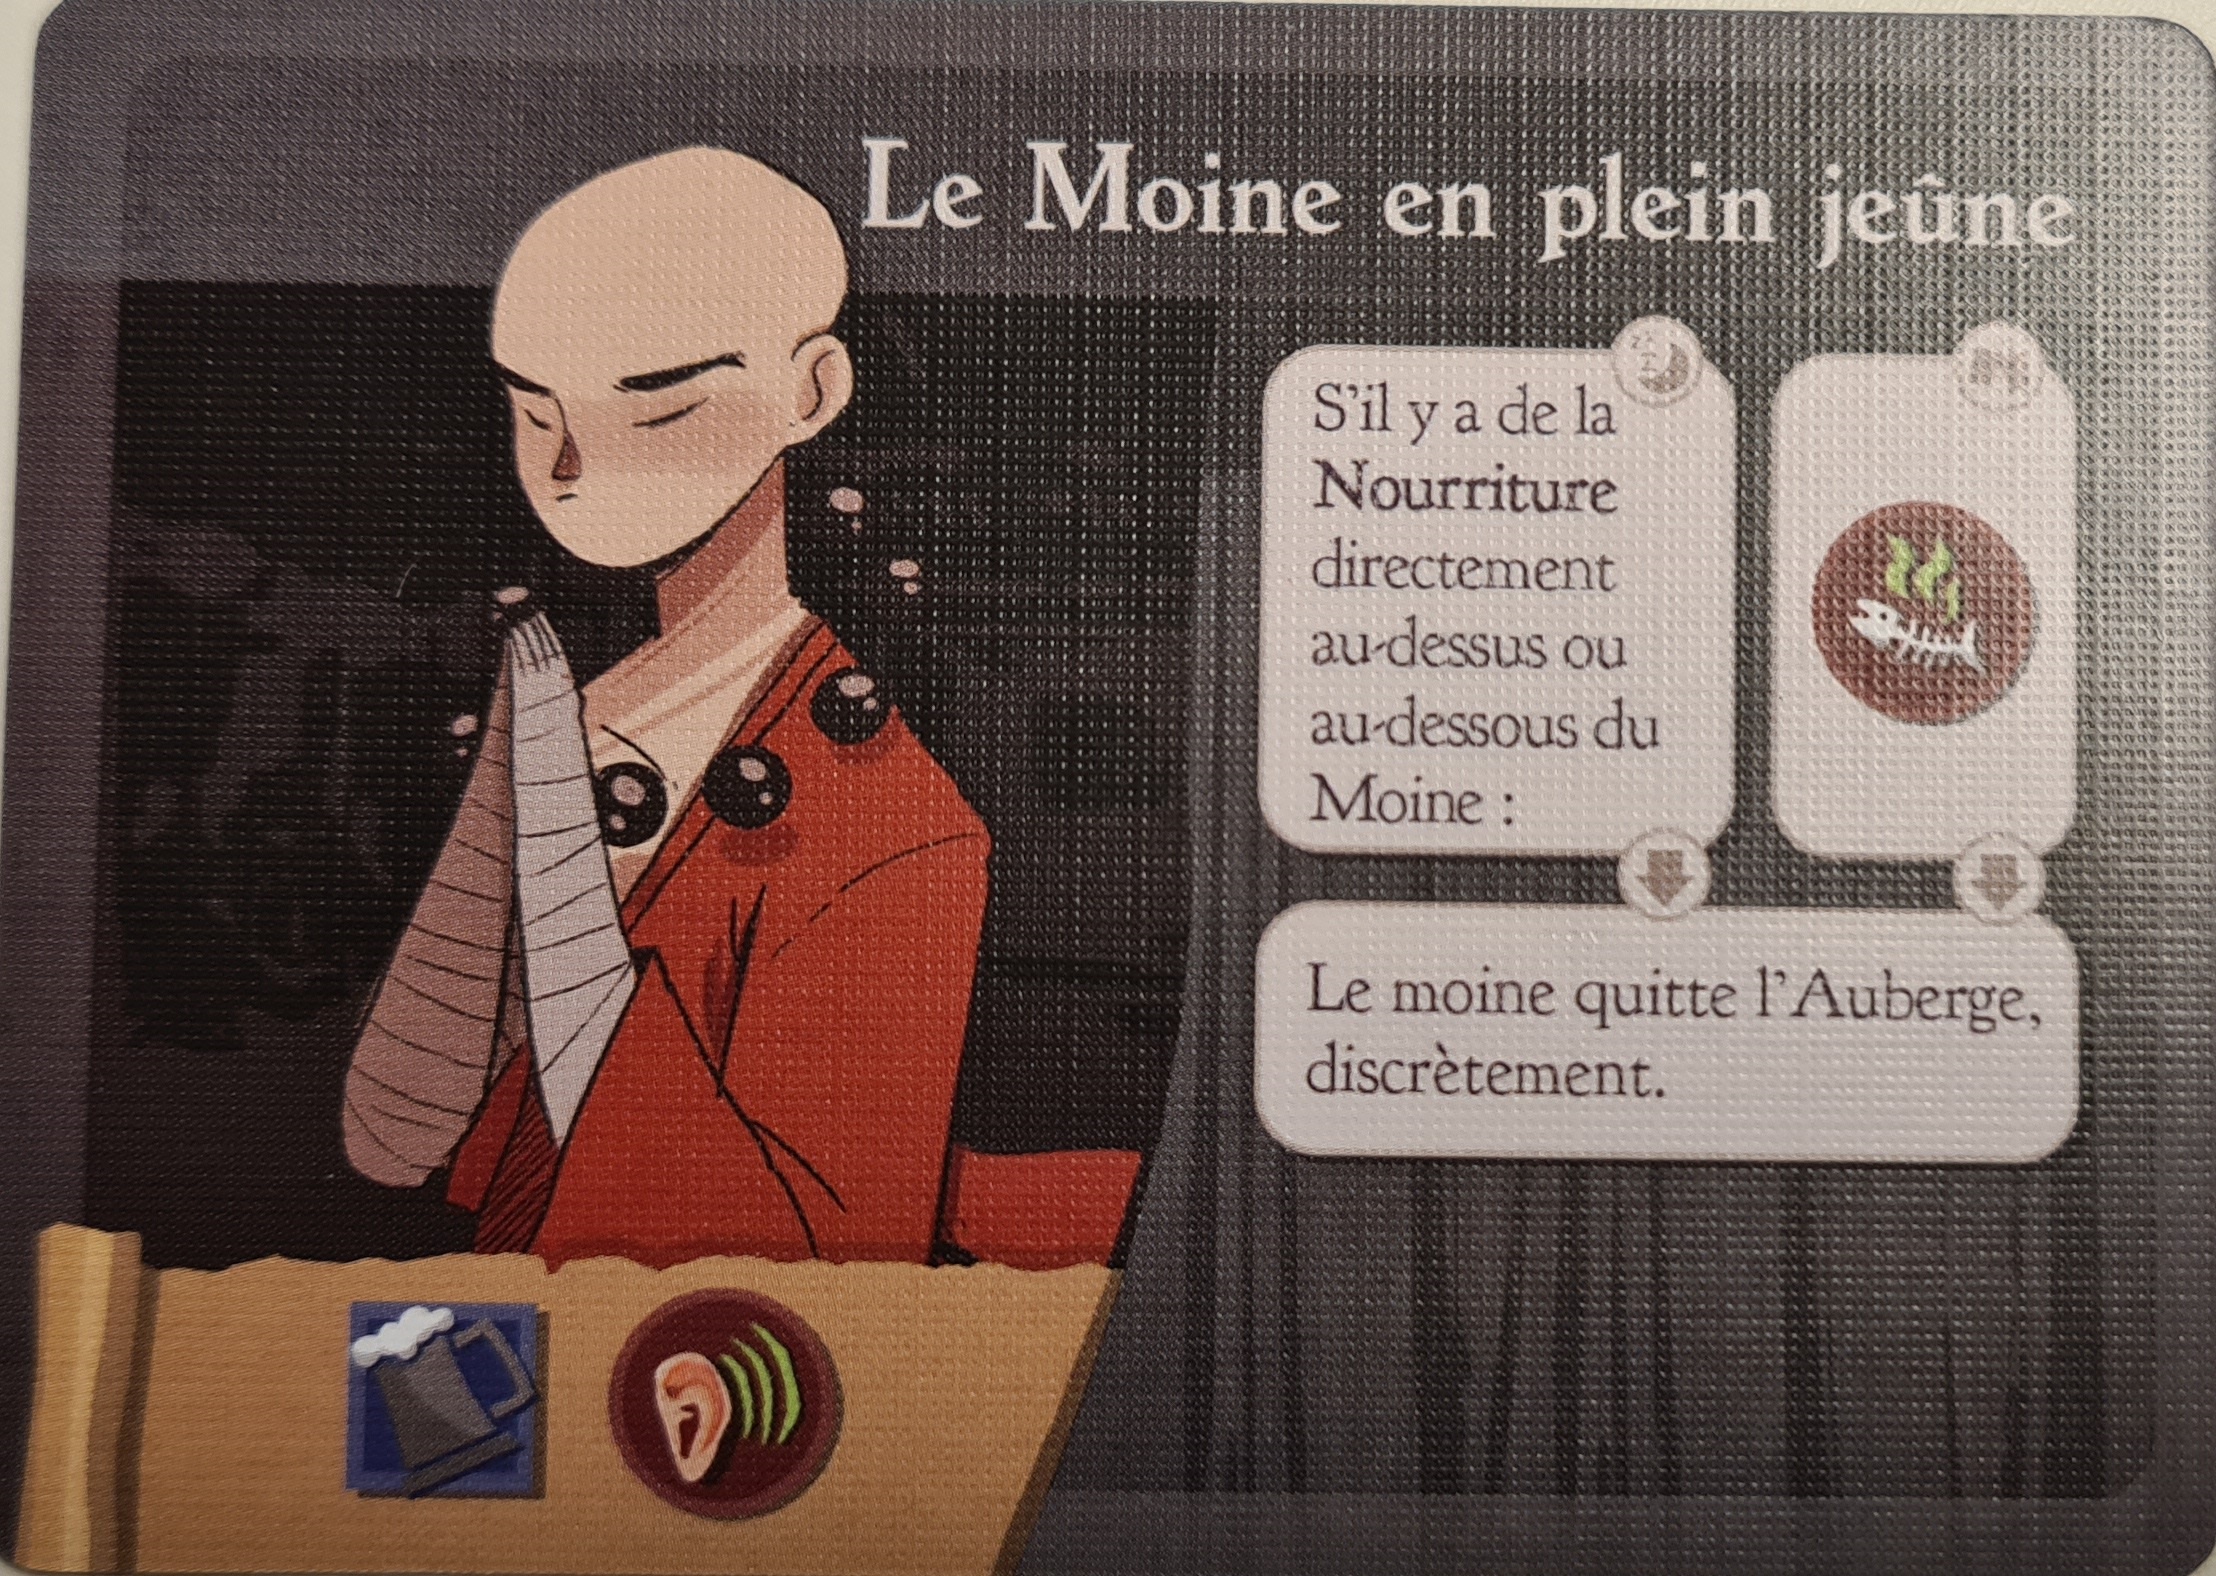 Le Moine en plein jeûne
S'il y a de la
Nourriture
directement
au-dessus ou
au-dessous du
Moine :
Le moine quitte l'Auberge,
discrètement.